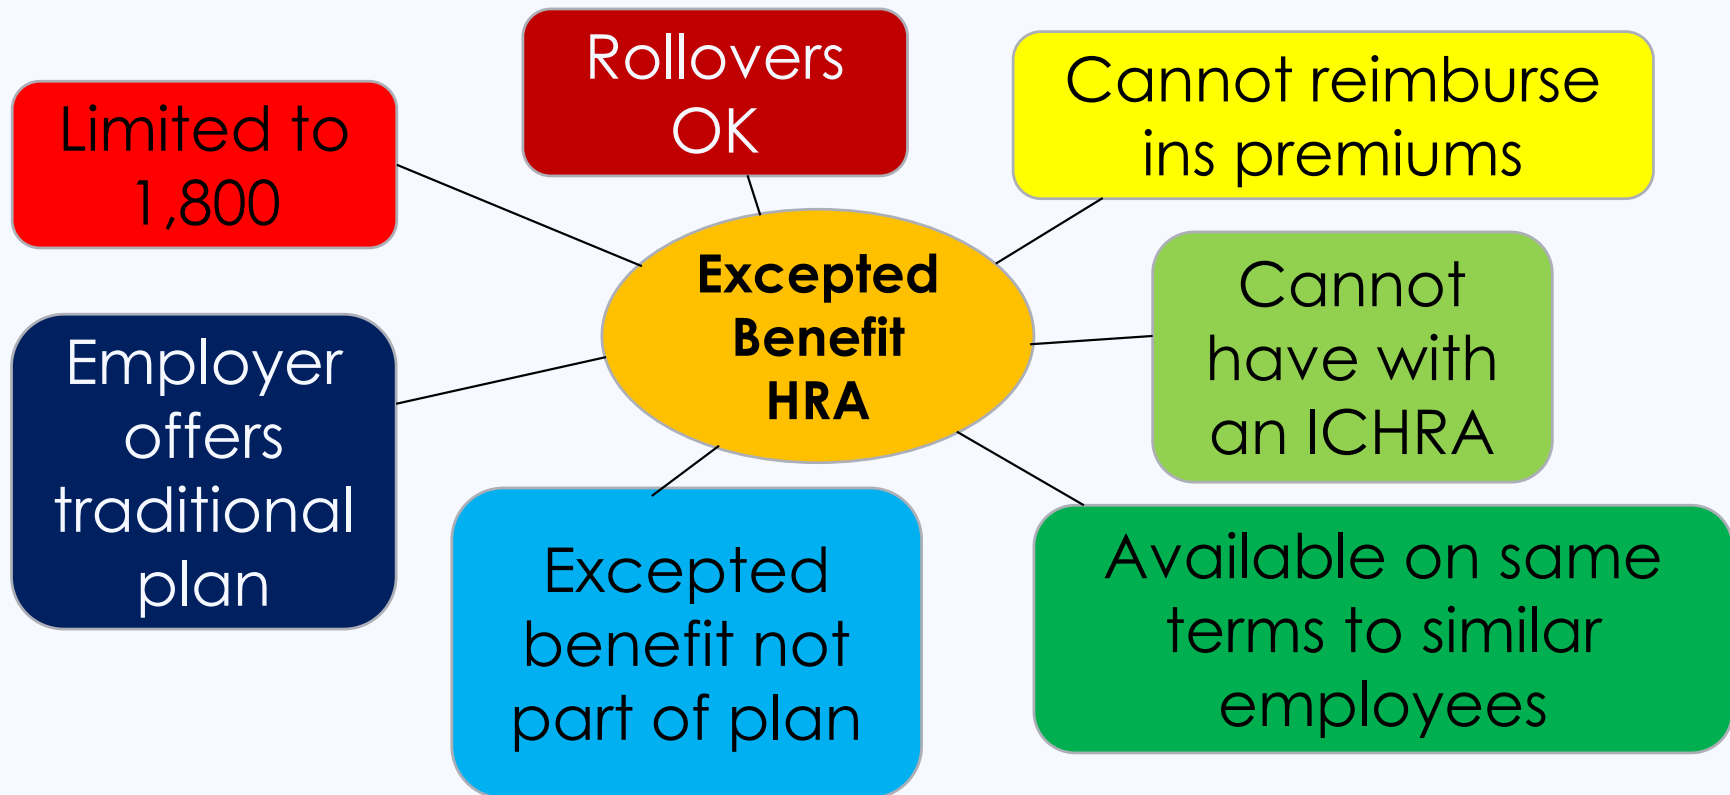 Rollovers
OK
Cannot reimburse
ins premiums
Limited to
1,800
Excepted
Benefit
HRA
Cannot
have with
an ICHRA
Employer
offers
traditional
plan
Excepted
benefit not
part of plan
Available on same
terms to similar
employees